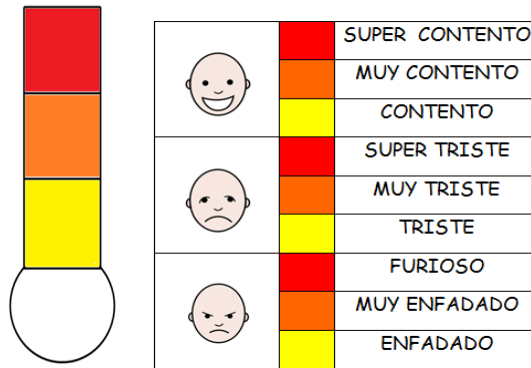 SUPER CONTENTO
MUY CONTENTO
CONTENTO
SUPER TRISTE
MUY TRISTE
TRISTE
FURIOSO
MUY ENFADADO
ENFADADO